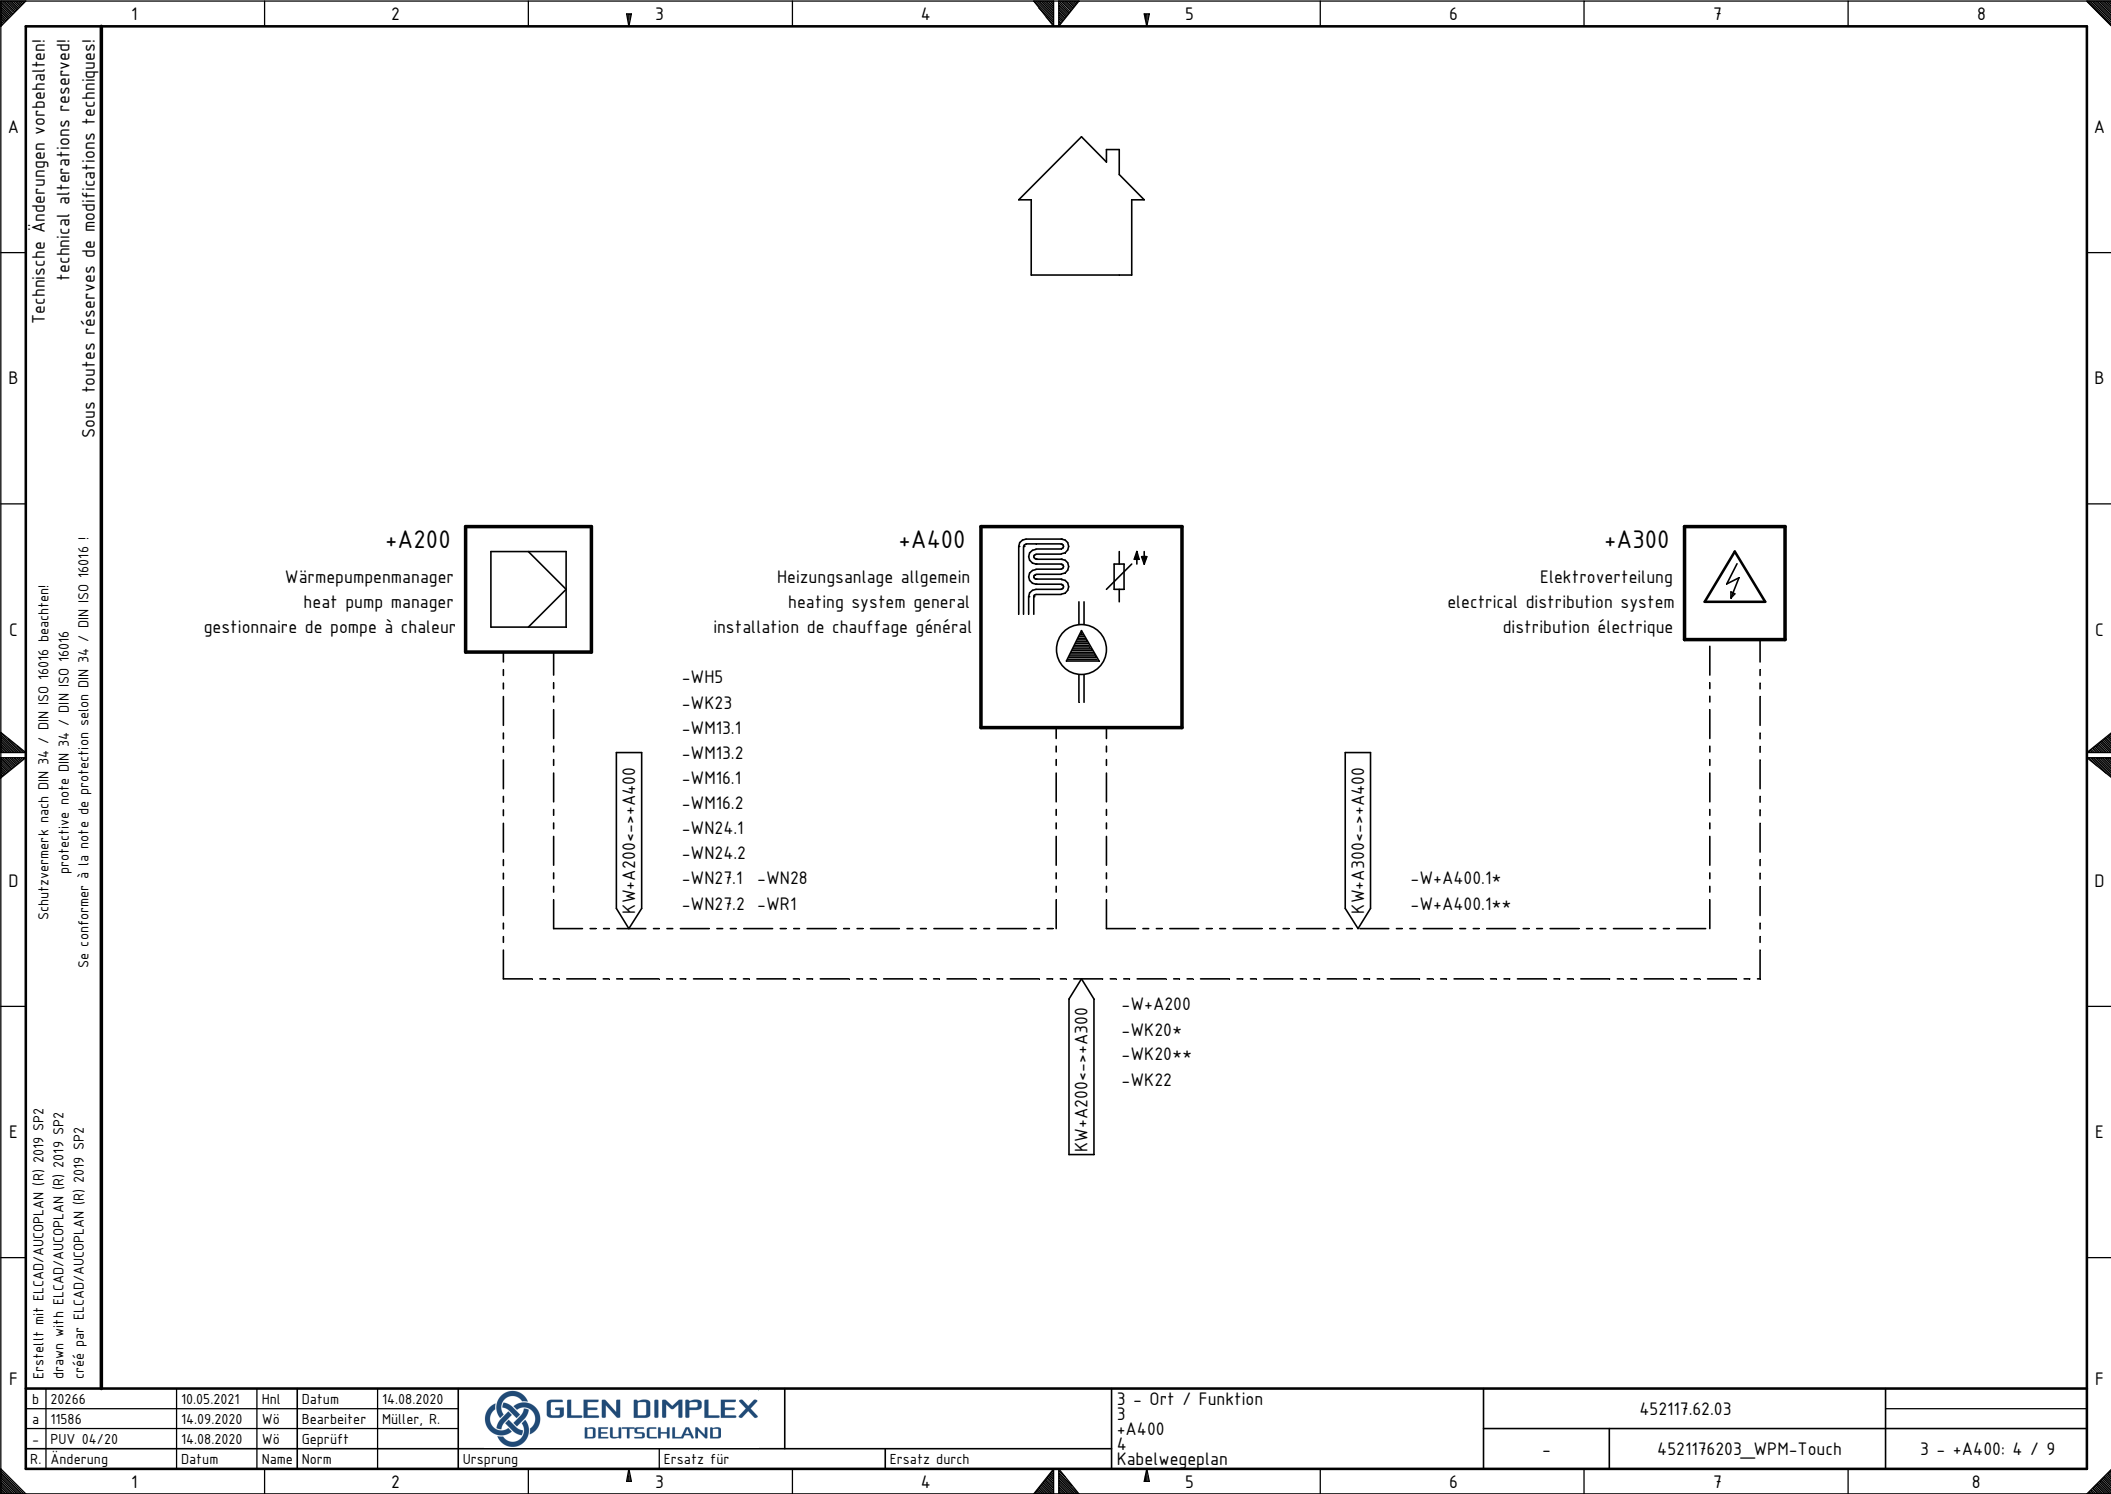 1 2 3 4 5 6 7 8
A
B
C
D
E
F
A
B
C
D
E
F
Technische Änderungen vorbehalten!
technical alterations reserved!
Sous toutes réserves de modifications techniques!
Schutzvermerk nach DIN 34 / DIN ISO 16016 beachten!
protective note DIN 34 / DIN ISO 16016
Se conformer à la note de protection selon DIN 34 / DIN ISO 16016 !
Erstellt mit ELCAD/AUCOPLAN (R) 2019 SP2
drawn with ELCAD/AUCOPLAN (R) 2019 SP2
créé par ELCAD/AUCOPLAN (R) 2019 SP2
+A200
Wärmepumpenmanager
heat pump manager
gestionnaire de pompe à chaleur
+A400
Heizungsanlage allgemein
heating system general
installation de chauffage général
+A300
Elektroverteilung
electrical distribution system
distribution électrique
KW+A200<->+A400
-WH5
-WK23
-WM13.1
-WM13.2
-WM16.1
-WM16.2
-WN24.1
-WN24.2
-WN27.1 -WN28
-WN27.2 -WR1
KW+A300<->+A400
-W+A400.1*
-W+A400.1**
KW+A200<->+A300
-W+A200
-WK20*
-WK20**
-WK22
b 20266 10.05.2021 Hnl Datum 14.08.2020
a 11586 14.09.2020 Wö Bearbeiter Müller, R.
- PUV 04/20 14.08.2020 Wö Geprüft
R. Änderung Datum Name Norm
GLEN DIMPLEX
DEUTSCHLAND
Ursprung Ersatz für Ersatz durch
3 - Ort / Funktion
3
+A400
4
Kabelwegeplan
452117.62.03
- 4521176203_WPM-Touch 3 - +A400: 4 / 9
1 2 3 4 5 6 7 8